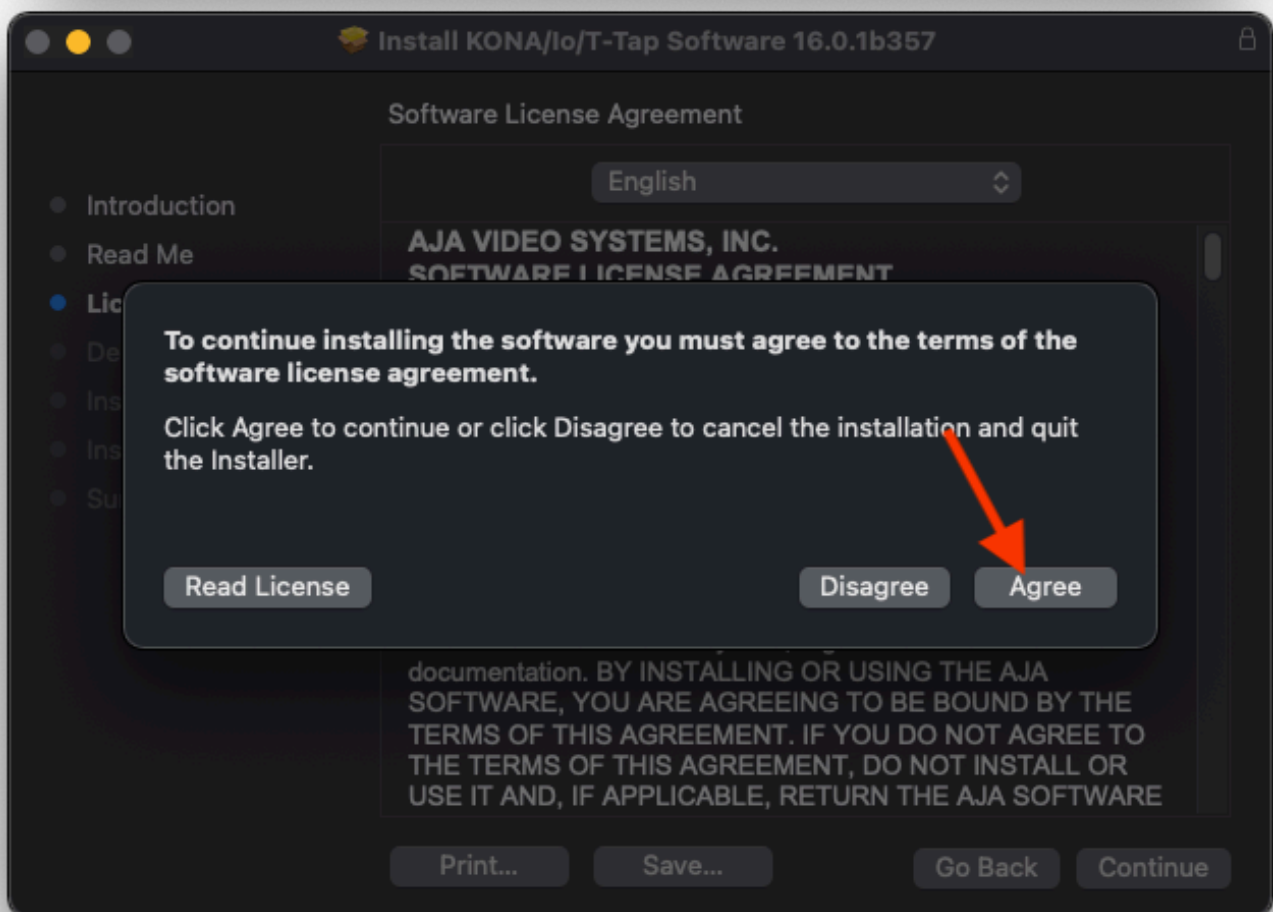 Install KONA/Io/T-Tap Software 16.0.1b357
Software License Agreement
English
Introduction
Read Me
Lic
De
Ins
Ins
Su
AJA VIDEO SYSTEMS, INC.
SOFTWARE LICENSE AGREEMENT
To continue installing the software you must agree to the terms of the
software license agreement.
Click Agree to continue or click Disagree to cancel the installation and quit
the Installer.
Read License
Disagree
Agree
documentation. BY INSTALLING OR USING THE AJA
SOFTWARE, YOU ARE AGREEING TO BE BOUND BY THE
TERMS OF THIS AGREEMENT. IF YOU DO NOT AGREE TO
THE TERMS OF THIS AGREEMENT, DO NOT INSTALL OR
USE IT AND, IF APPLICABLE, RETURN THE AJA SOFTWARE
Print...
Save...
Go Back
Continue